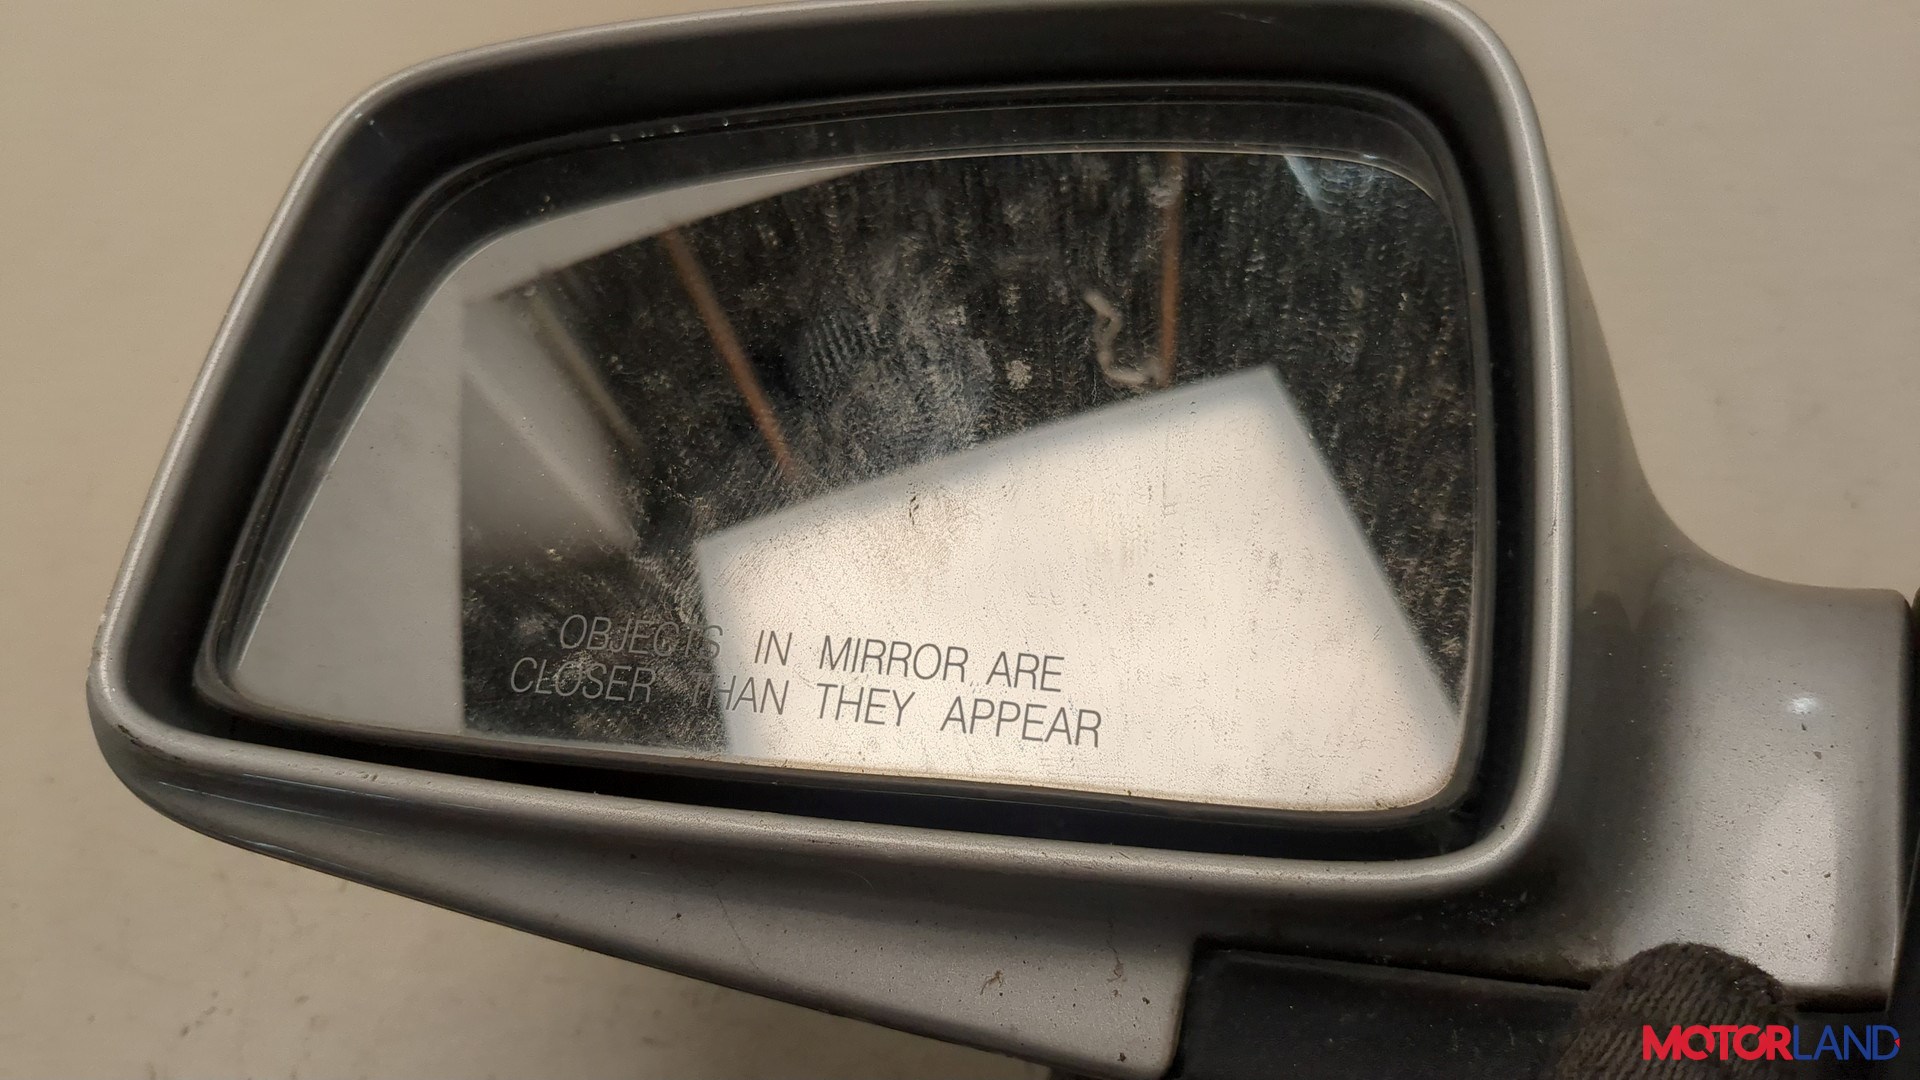 OBJECTS IN MIRROR ARE
CLOSER THAN THEY APPEAR
MOTORLAND